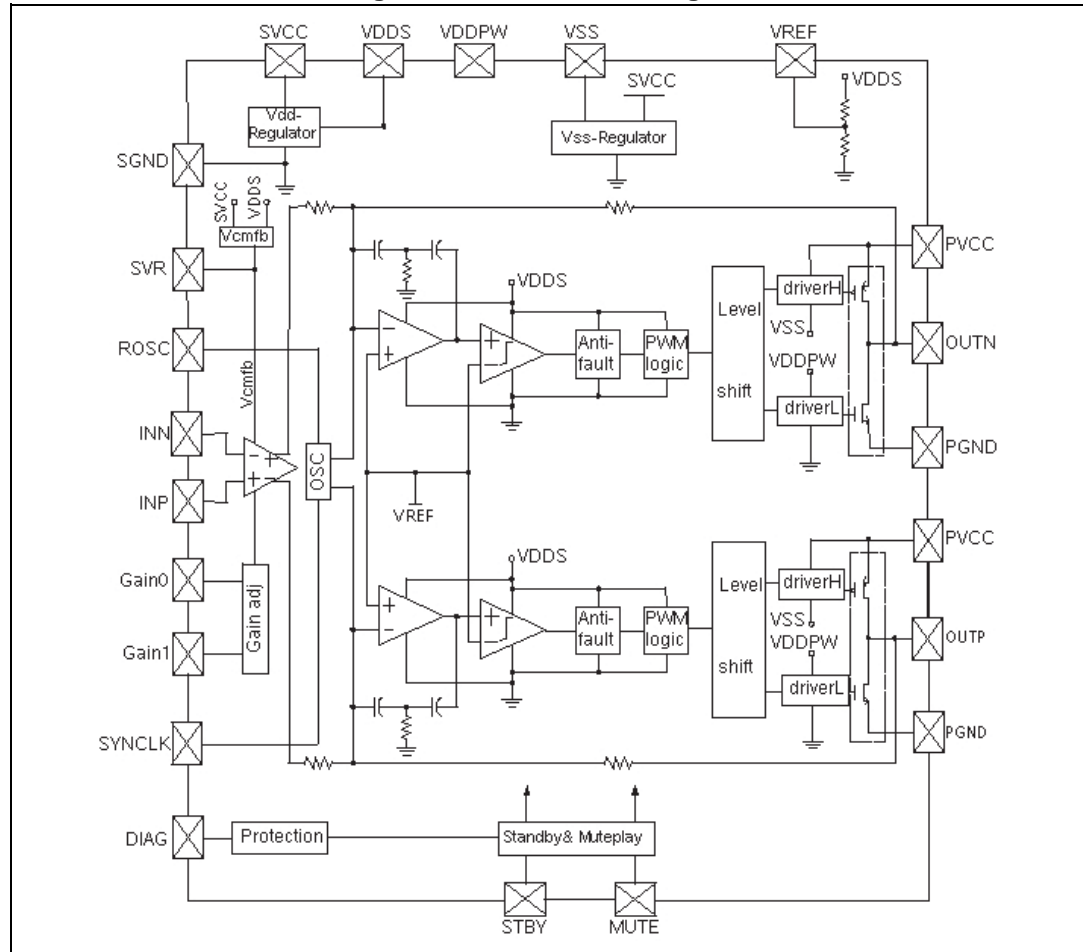 SVCC
VDDS
VDDPW
VSS
VREF
SVCC
VDDS
Vdd-
Regulator
Vss-Regulator
SGND
SVCC
VDDS
Vcmfb
SVR
PVCC
VDDS
driverH
Level
shift
VSS
ROSC
Anti-
fault
PWM
logic
OUTN
VDDPW
Vcmfb
driverL
INN
PGND
OSC
INP
VREF
PVCC
VDDS
driverH
Level
shift
Gain0
Gain adj
VSS
Anti-
fault
PWM
logic
VDDPW
OUTP
Gain1
driverL
SYNCLK
PGND
DIAG
Protection
Standby& Muteplay
STBY
MUTE